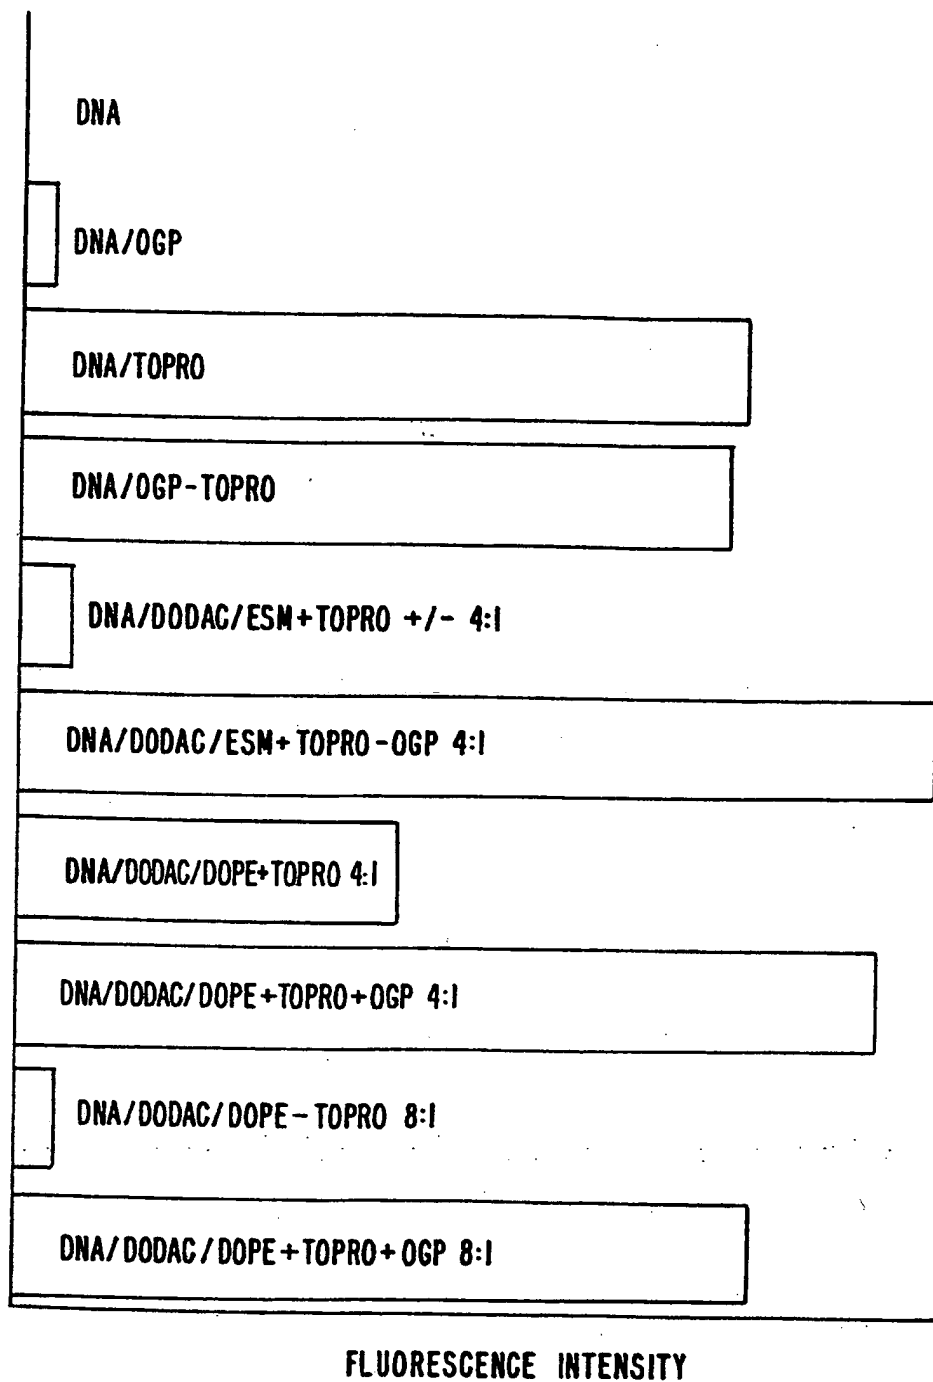 DNA
DNA/OGP
DNA/TOPRO
DNA/OGP-TOPRO
DNA/DODAC/ESM+TOPRO +/- 4:1
DNA/DODAC/ESM+TOPRO-OGP 4:1
DNA/DODAC/DOPE+TOPRO 4:1
DNA/DODAC/DOPE+TOPRO+OGP 4:1
DNA/DODAC/DOPE-TOPRO 8:1
DNA/DODAC/DOPE+TOPRO+OGP 8:1
FLUORESCENCE INTENSITY